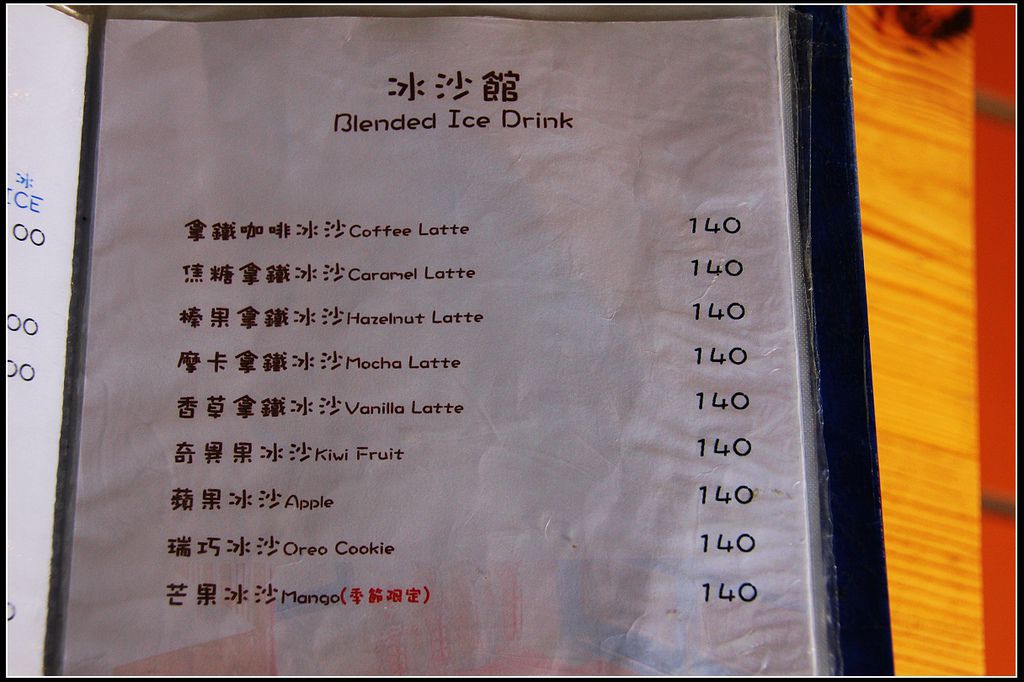 冰沙館
Blended Ice Drink
冰
ICE
00
00
00
拿鐵咖啡冰沙Coffee Latte 140
焦糖拿鐵冰沙Caramel Latte 140
榛果拿鐵冰沙Hazelnut Latte 140
摩卡拿鐵冰沙Mocha Latte 140
香草拿鐵冰沙Vanilla Latte 140
奇異果冰沙Kiwi Fruit 140
蘋果冰沙Apple 140
瑞巧冰沙Oreo Cookie 140
芒果冰沙Mango(季節限定) 140